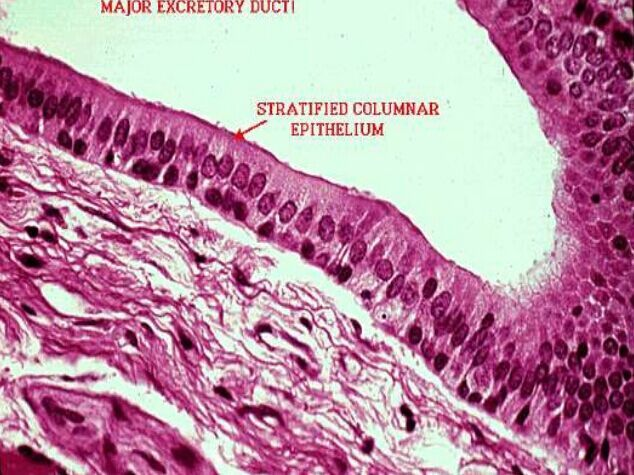 MAJOR EXCRETORY DUCT
STRATIFIED COLUMNAR
EPITHELIUM